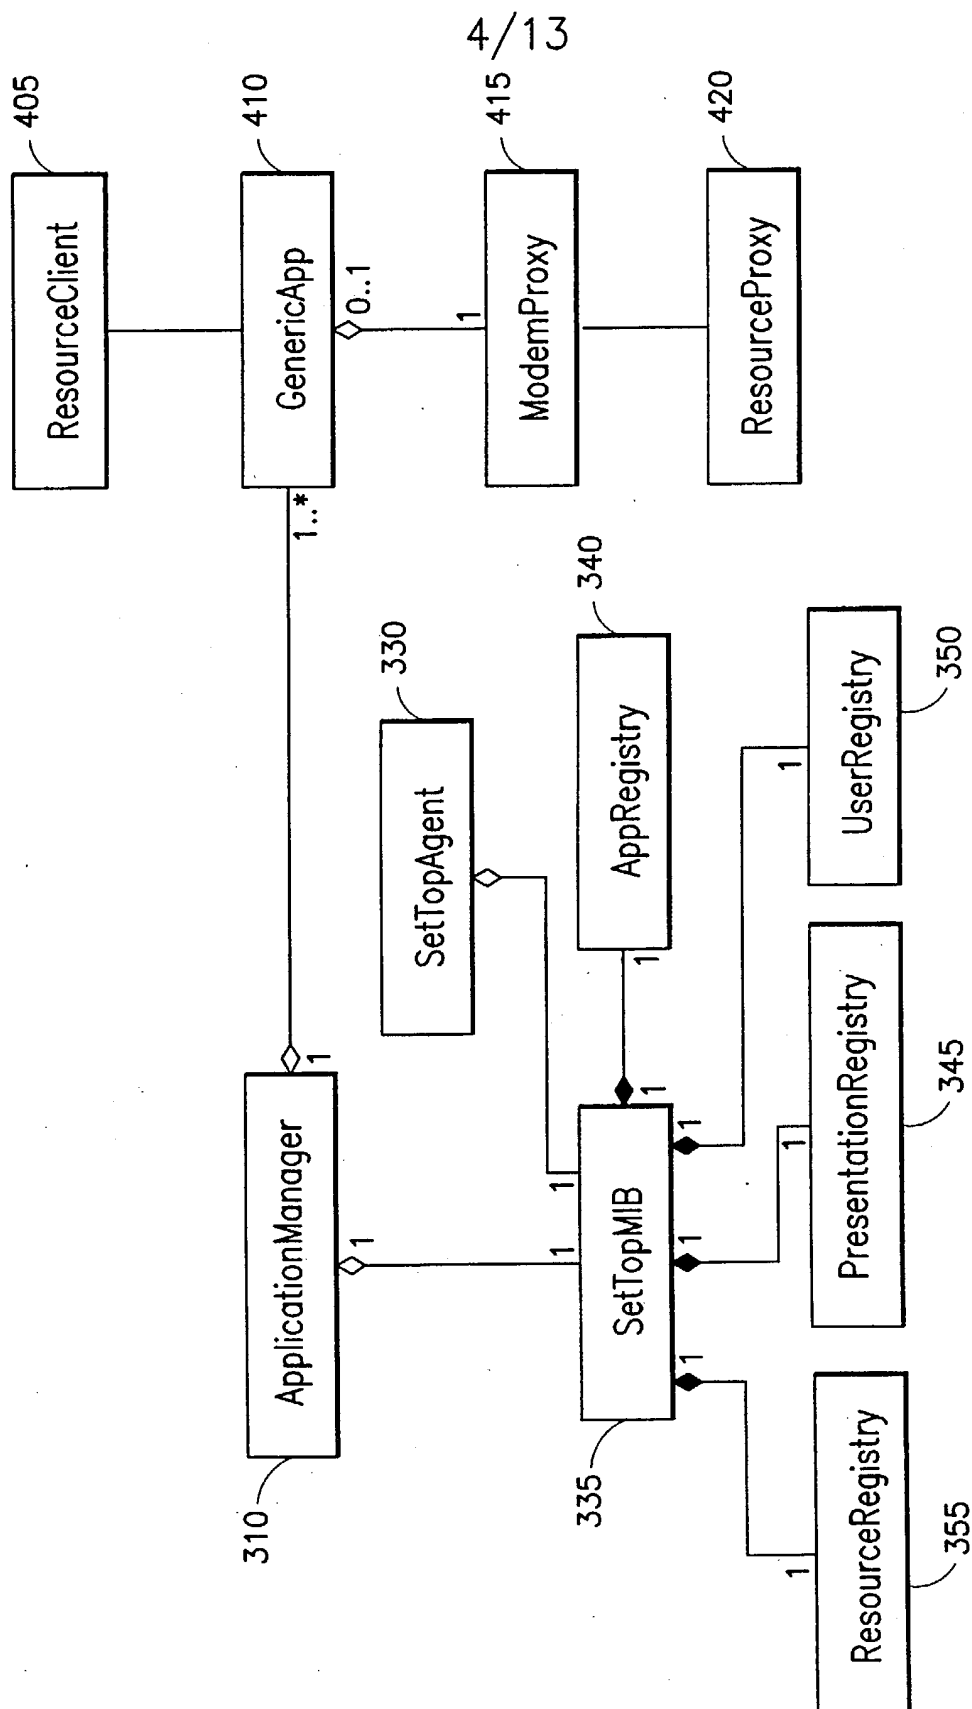 4/13
405
ResourceClient
410
GenericApp
0..1
1..*
1
415
ModemProxy
420
ResourceProxy
310
ApplicationManager
1
1
330
SetTopAgent
1
1
335
SetTopMIB
1
1
1
1
340
AppRegistry
1
355
ResourceRegistry
1
345
PresentationRegistry
1
350
UserRegistry
1